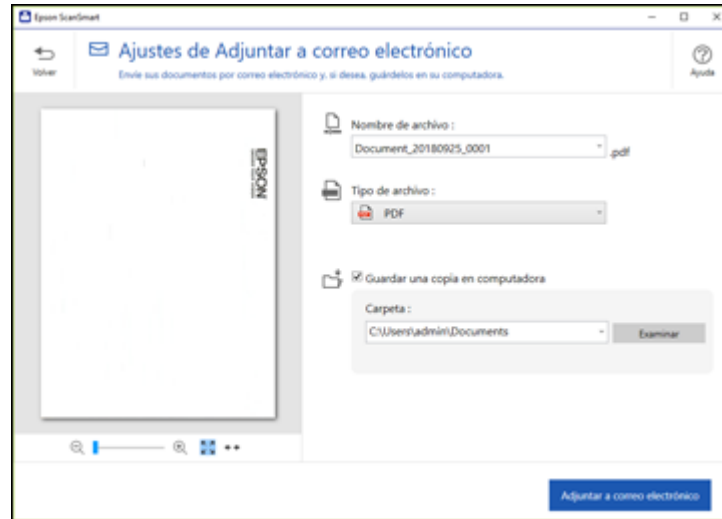 Epson ScanSmart
Volver
Ajustes de Adjuntar a correo electrónico
Envíe sus documentos por correo electrónico y, si desea, guárdelos en su computadora.
Ayuda
EPSON
Nombre de archivo :
Document_20180925_0001
.pdf
Tipo de archivo :
PDF
Guardar una copia en computadora
Carpeta :
C:\Users\admin\Documents
Examinar
Adjuntar a correo electrónico